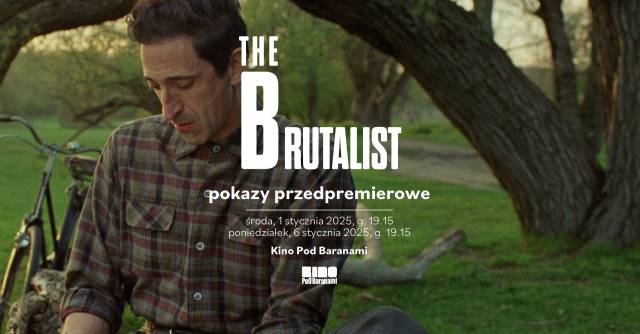 THE
BRUTALIST
pokazy przedpremierowe
środa, 1 stycznia 2025, g. 19.15
poniedziałek, 6 stycznia 2025, g. 19.15
Kino Pod Baranami
KINO
Pod Baranami